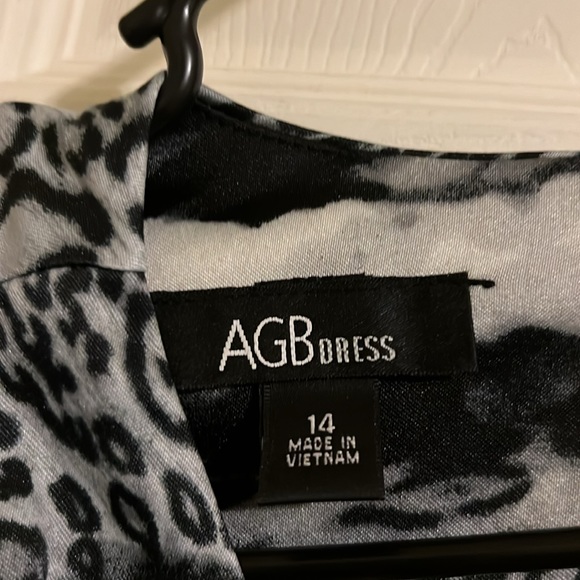 AGB DRESS
14
MADE IN
VIETNAM